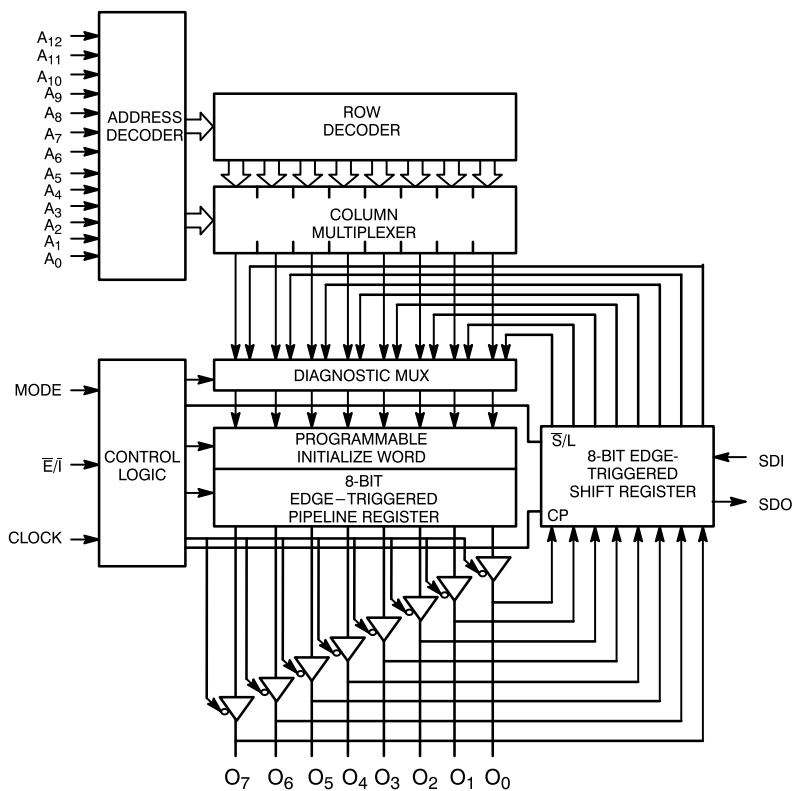 A12
A11
A10
A9
A8
A7
A6
A5
A4
A3
A2
A1
A0
ADDRESS
DECODER
ROW
DECODER
COLUMN
MULTIPLEXER
DIAGNOSTIC MUX
MODE
E̅/I̅
CLOCK
CONTROL
LOGIC
PROGRAMMABLE
INITIALIZE WORD
8-BIT
EDGE–TRIGGERED
PIPELINE REGISTER
S̅/L
8-BIT EDGE-
TRIGGERED
SHIFT REGISTER
CP
SDI
SDO
O7 O6 O5 O4 O3 O2 O1 O0